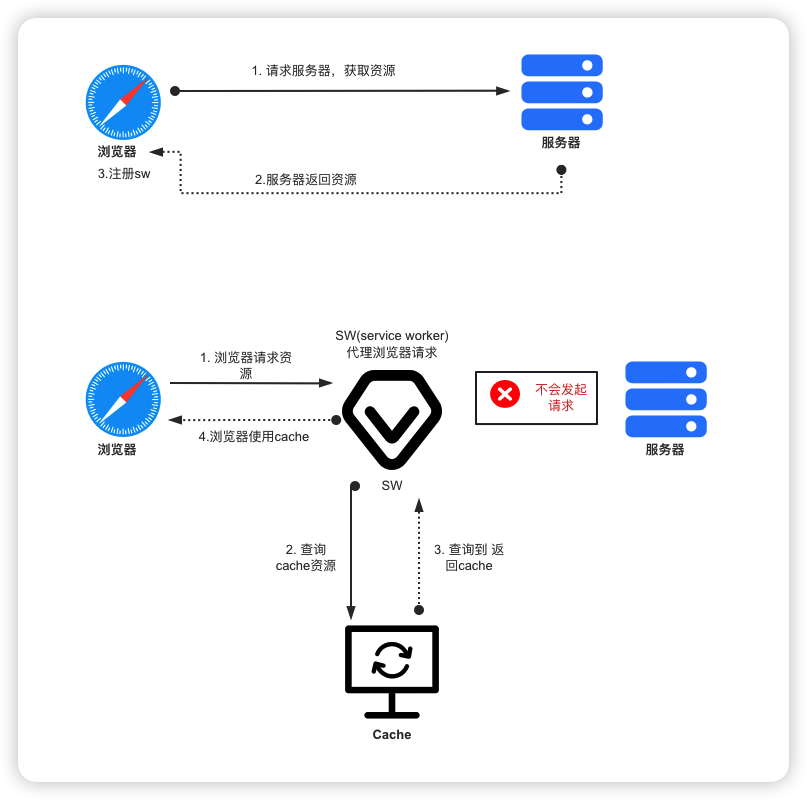 1. 请求服务器，获取资源
浏览器
服务器
3.注册sw
2.服务器返回资源
SW(service worker)
代理浏览器请求
1. 浏览器请求资
源
不会发起
请求
4.浏览器使用cache
浏览器
服务器
SW
2. 查询
cache资源
3. 查询到 返
回cache
Cache